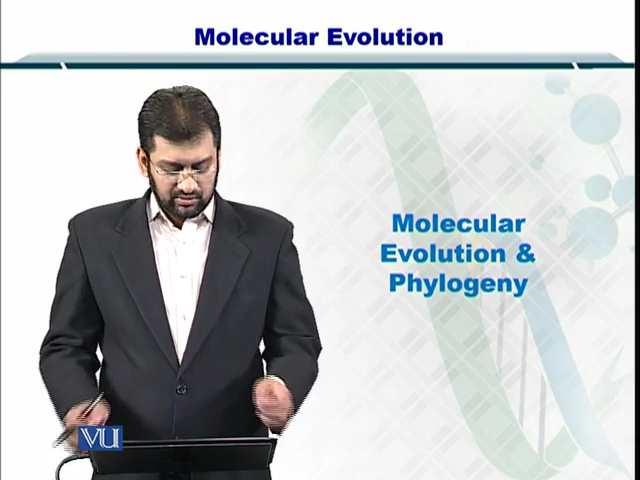 Molecular Evolution
Molecular
Evolution &
Phylogeny
VU